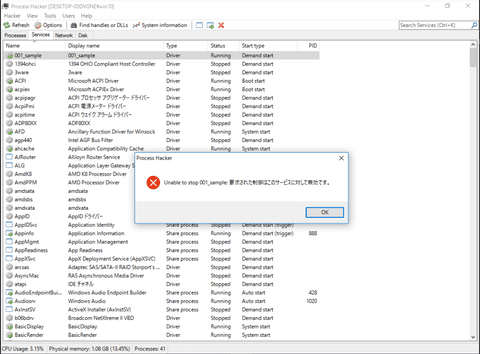 Process Hacker [DESKTOP-03DVGNE¥win10]
Hacker View Tools Users Help
Refresh Options Find handles or DLLs System information Search Services (Ctrl+K)
Processes Services Network Disk
Name Display name Type Status Start type PID
001_sample 001_sample Driver Running Demand start
1394ohci 1394 OHCI Compliant Host Controller Driver Stopped Demand start
3ware 3ware Driver Stopped Demand start
ACPI Microsoft ACPI Driver Driver Running Boot start
acpiex Microsoft ACPIEx Driver Driver Running Boot start
acpipagr ACPI プロセッサ アグリゲーター ドライバー Driver Stopped Demand start
AcpiPmi ACPI 電源メーター ドライバー Driver Stopped Demand start
acpitime ACPI ウェイク アラーム ドライバー Driver Stopped Demand start
ADP80XX ADP80XX Driver Stopped Demand start
AFD Ancillary Function Driver for Winsock Driver Running System start
agp440 Intel AGP Bus Filter Driver Stopped Demand start
ahcache Application Compatibility Cache Driver Running System start
AJRouter AllJoyn Router Service
ALG Application Layer Gateway S
AmdK8 AMD K8 Processor Driver
AmdPPM AMD Processor Driver
amdsata amdsata
amdsbs amdsbs
amdxata amdxata
AppID AppID ドライバー
AppIDSvc Application Identity Share process Stopped Demand start (trigger)
Appinfo Application Information Share process Running Demand start (trigger) 888
AppMgmt Application Management Share process Stopped Demand start
AppReadiness App Readiness Share process Stopped Demand start
AppXSvc AppX Deployment Service (AppXSVC) Share process Stopped Demand start
arcsas Adaptec SAS/SATA-II RAID Storport's ... Driver Stopped Demand start
AsyncMac RAS Asynchronous Media Driver Driver Stopped Demand start
atapi IDE チャネル Driver Stopped Demand start
AudioEndpointBuil... Windows Audio Endpoint Builder Share process Running Auto start 428
Audiosrv Windows Audio Share process Running Auto start 1020
AxInstSV ActiveX Installer (AxInstSV) Share process Stopped Demand start
b06bdrv Broadcom NetXtreme II VBD Driver Stopped Demand start
BasicDisplay BasicDisplay Driver Running System start
BasicRender BasicRender Driver Running System start
Process Hacker
Unable to stop 001_sample: 要求された制御はこのサービスに対して無効です。
OK
CPU Usage: 3.15% Physical memory: 1.08 GB (13.45%) Processes: 41